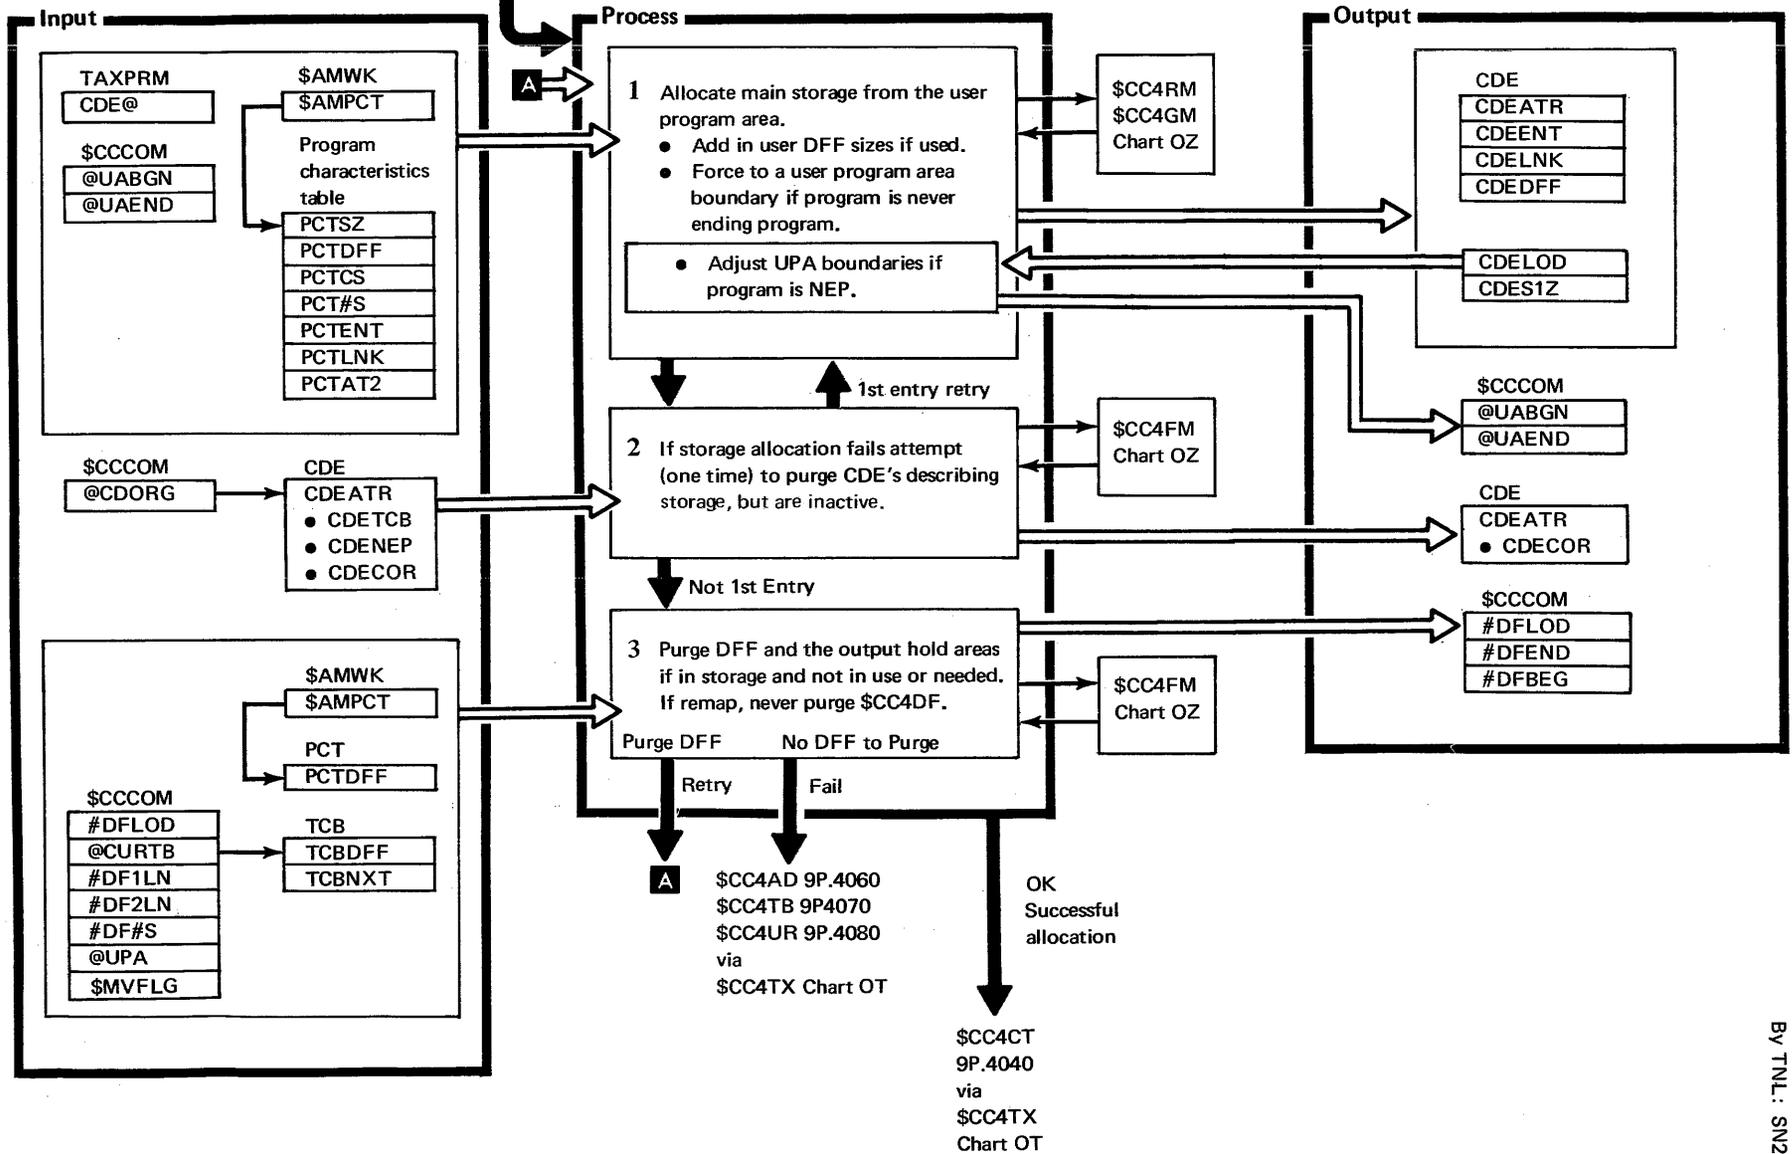 Input
TAXPRM
CDE@
$CCCOM
@UABGN
@UAEND
$AMWK
$AMPCT
Program
characteristics
table
PCTSZ
PCTDFF
PCTCS
PCT#S
PCTENT
PCTLNK
PCTAT2
$CCCOM
@CDORG
CDE
CDEATR
● CDETCB
● CDENEP
● CDECOR
$AMWK
$AMPCT
PCT
PCTDFF
$CCCOM
#DFLOD
@CURTB
#DF1LN
#DF2LN
#DF#S
@UPA
$MVFLG
TCB
TCBDFF
TCBNXT
Process
A
1 Allocate main storage from the user
program area.
● Add in user DFF sizes if used.
● Force to a user program area
boundary if program is never
ending program.
● Adjust UPA boundaries if
program is NEP.
$CC4RM
$CC4GM
Chart OZ
1st entry retry
2 If storage allocation fails attempt
(one time) to purge CDE's describing
storage, but are inactive.
$CC4FM
Chart OZ
Not 1st Entry
3 Purge DFF and the output hold areas
if in storage and not in use or needed.
If remap, never purge $CC4DF.
Purge DFF No DFF to Purge
$CC4FM
Chart OZ
Retry
Fail
A
$CC4AD 9P.4060
$CC4TB 9P4070
$CC4UR 9P.4080
via
$CC4TX Chart OT
OK
Successful
allocation
$CC4CT
9P.4040
via
$CC4TX
Chart OT
Output
CDE
CDEATR
CDEENT
CDELNK
CDEDFF
CDELOD
CDES1Z
$CCCOM
@UABGN
@UAEND
CDE
CDEATR
● CDECOR
$CCCOM
#DFLOD
#DFEND
#DFBEG
By TNL: SN2